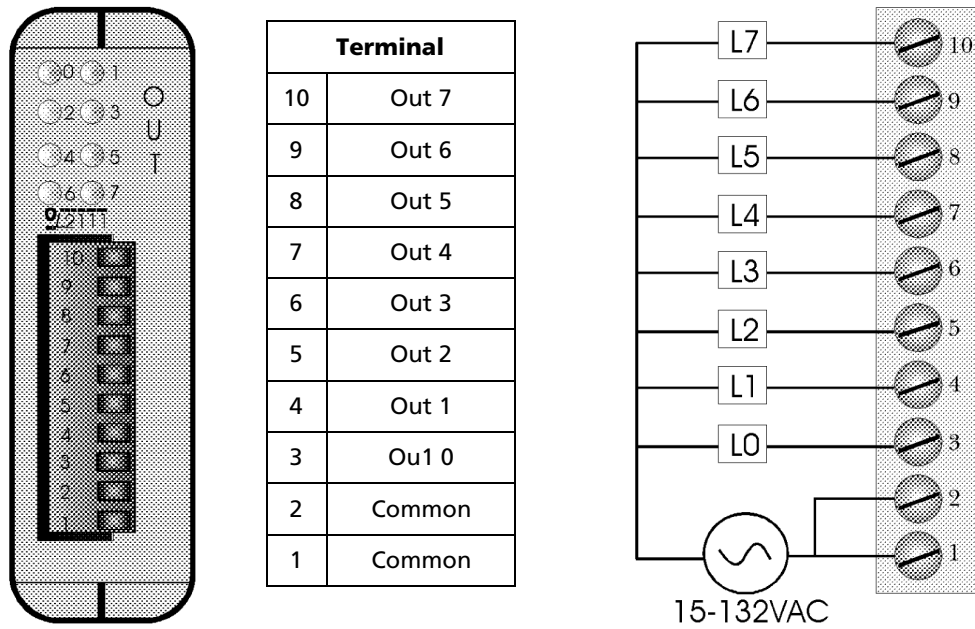 0 1
2 3
4 5
6 7
O
U
T
10
9
8
7
6
5
4
3
2
1
Terminal
10 Out 7
9 Out 6
8 Out 5
7 Out 4
6 Out 3
5 Out 2
4 Out 1
3 Ou1 0
2 Common
1 Common
L7 10
L6 9
L5 8
L4 7
L3 6
L2 5
L1 4
L0 3
2
1
15-132VAC